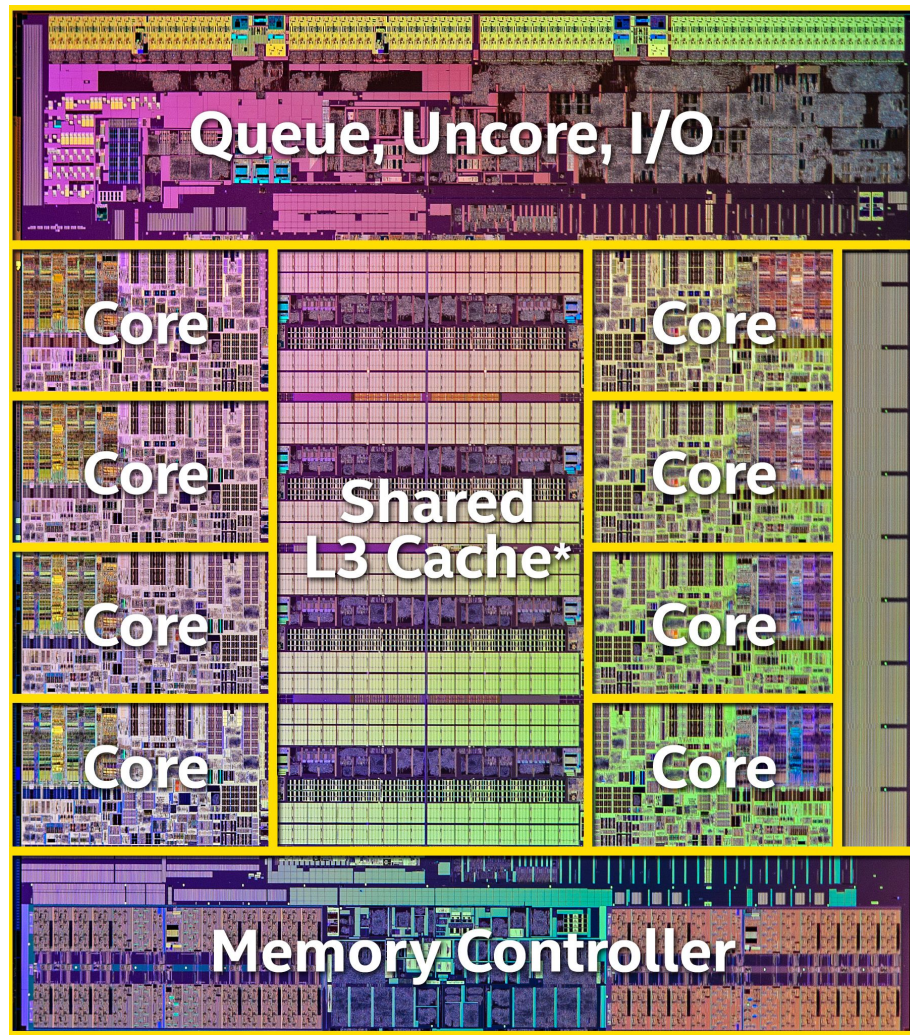 Queue, Uncore, I/O
Core
Core
Core
Core
Shared
L3 Cache*
Core
Core
Core
Core
Memory Controller